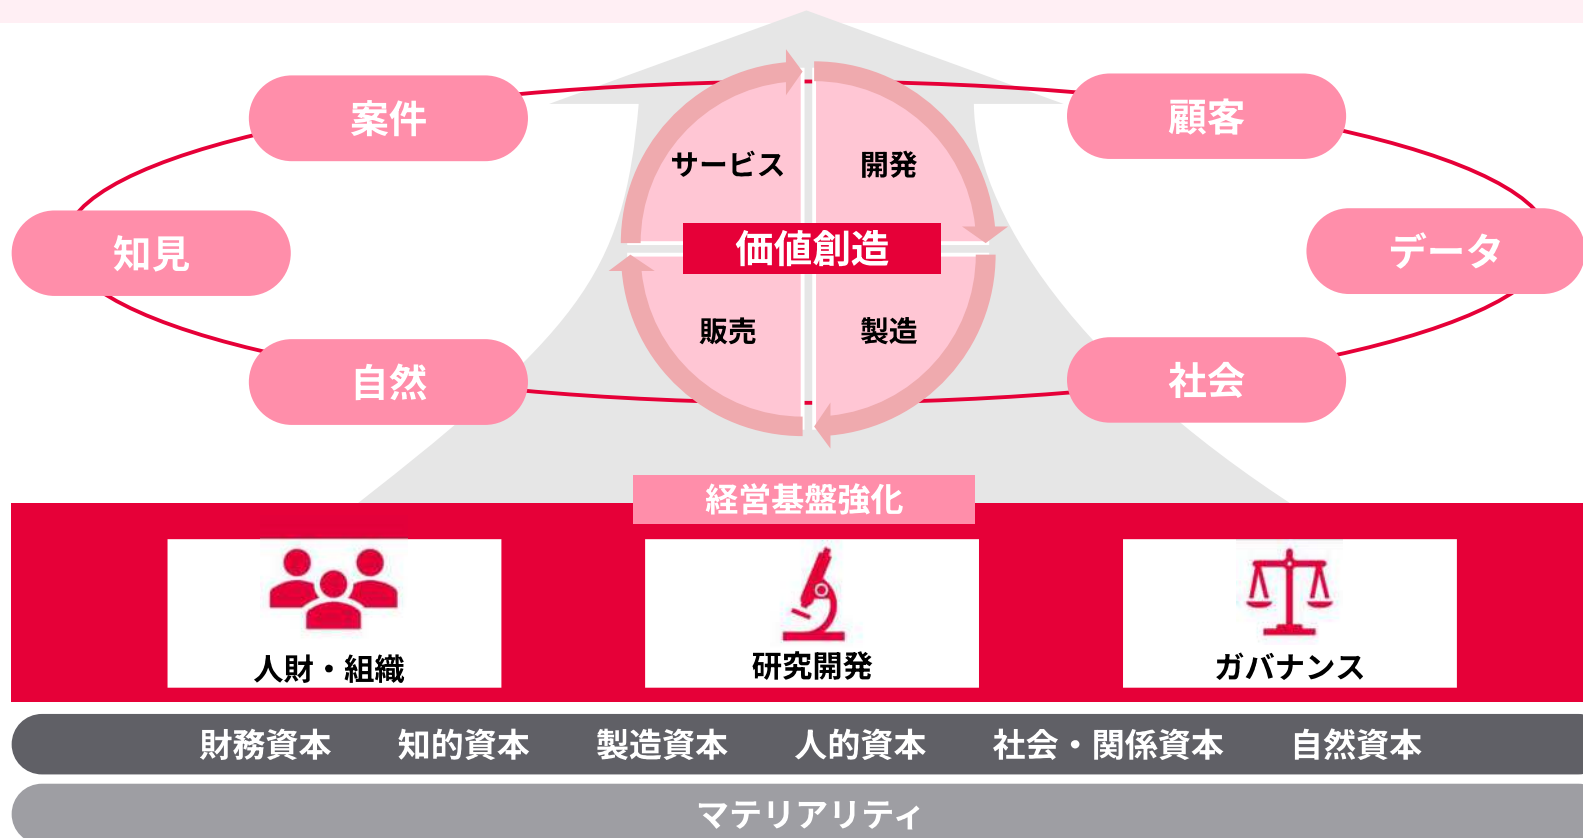 案件
顧客
サービス
開発
知見
価値創造
データ
販売
製造
自然
社会
経営基盤強化
人財・組織
研究開発
ガバナンス
財務資本 知的資本 製造資本 人的資本 社会・関係資本 自然資本
マテリアリティ